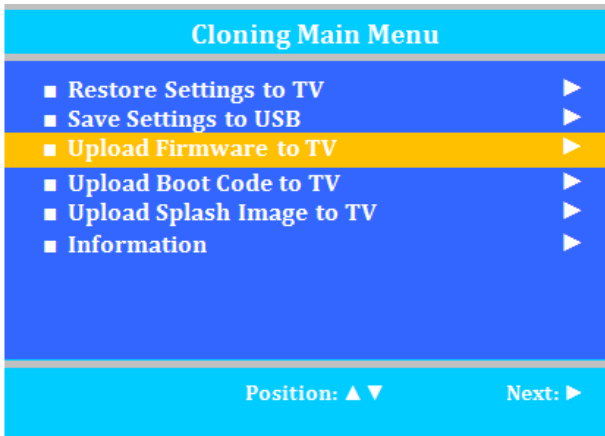 Cloning Main Menu
■ Restore Settings to TV ▶
■ Save Settings to USB ▶
■ Upload Firmware to TV ▶
■ Upload Boot Code to TV ▶
■ Upload Splash Image to TV ▶
■ Information ▶
Position: ▲ ▼ Next: ▶